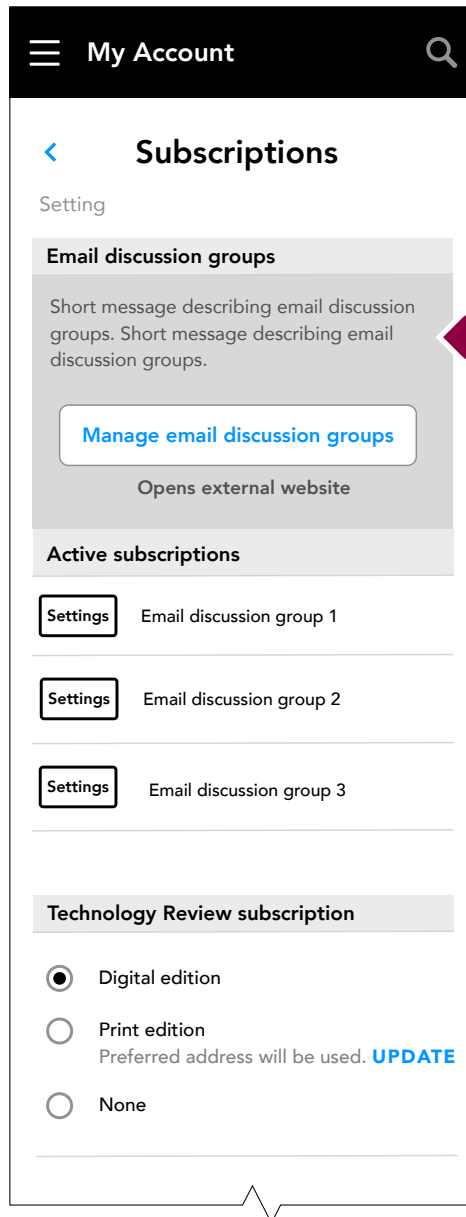 My Account
Subscriptions
Setting
Email discussion groups
Short message describing email discussion
groups. Short message describing email
discussion groups.
Manage email discussion groups
Opens external website
Active subscriptions
Settings Email discussion group 1
Settings Email discussion group 2
Settings Email discussion group 3
Technology Review subscription
Digital edition
Print edition
Preferred address will be used. UPDATE
None